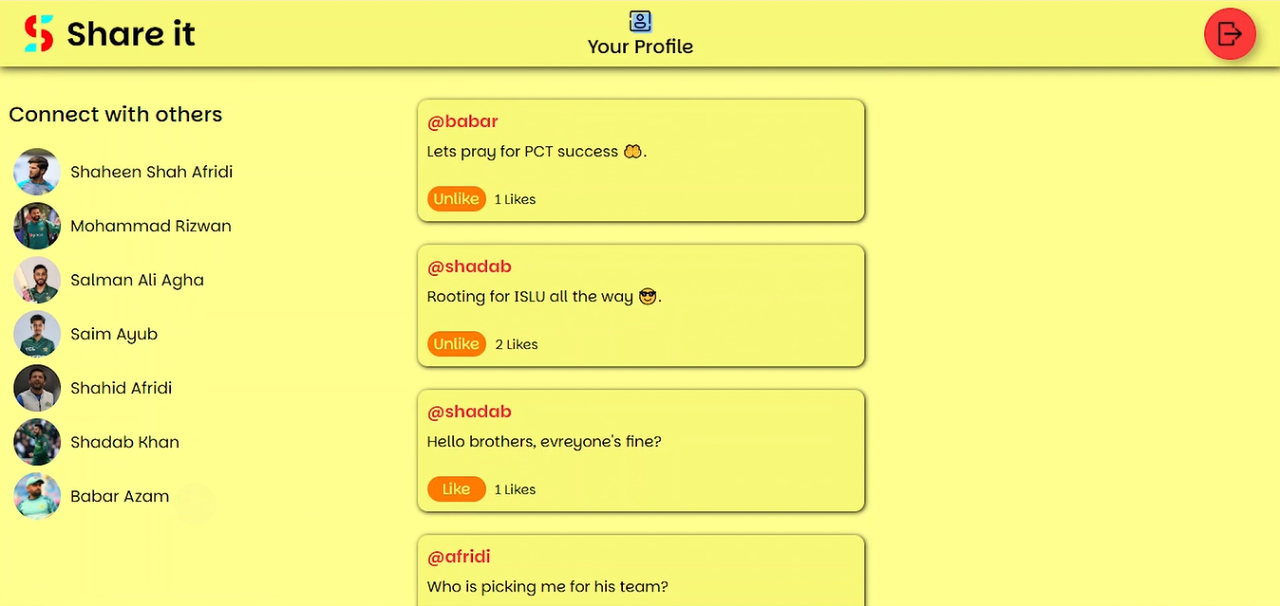 Share it
Your Profile
Connect with others
Shaheen Shah Afridi
Mohammad Rizwan
Salman Ali Agha
Saim Ayub
Shahid Afridi
Shadab Khan
Babar Azam
@babar
Lets pray for PCT success 🤲.
Unlike 1 Likes
@shadab
Rooting for ISLU all the way 😎.
Unlike 2 Likes
@shadab
Hello brothers, evreyone's fine?
Like 1 Likes
@afridi
Who is picking me for his team?